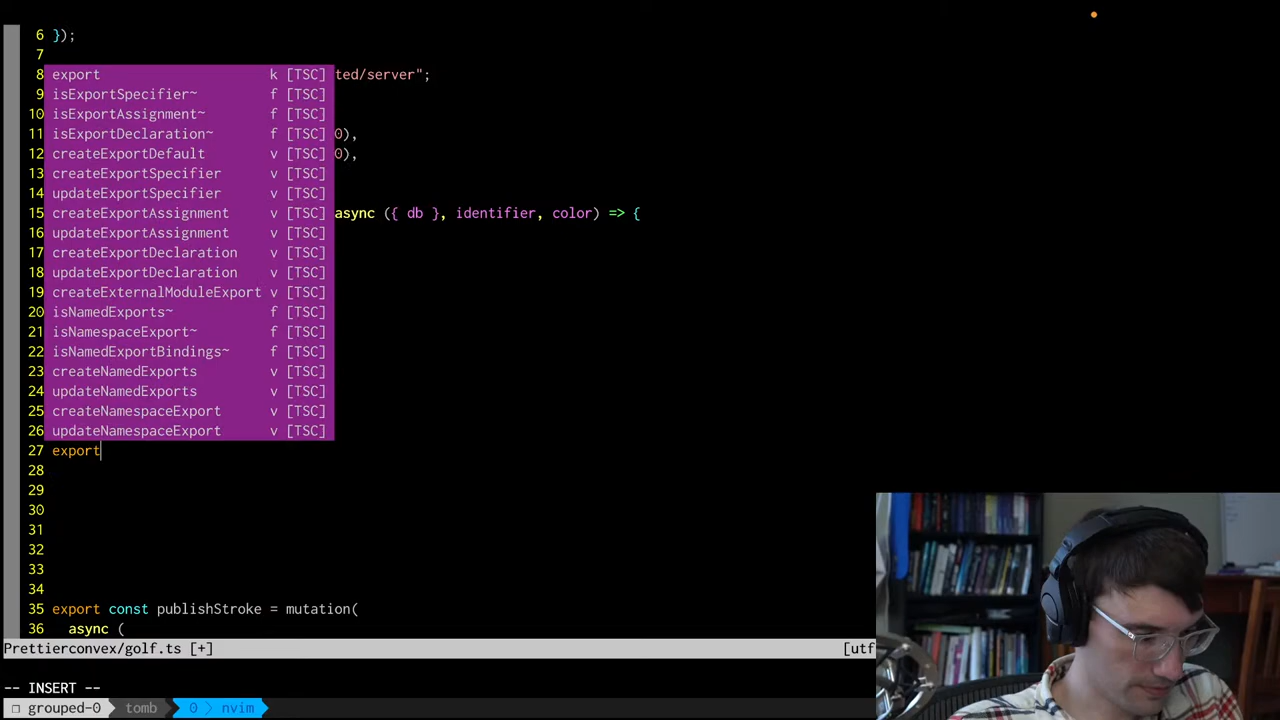 6 });
7
8 export k [TSC] ted/server";
9 isExportSpecifier~ f [TSC]
10 isExportAssignment~ f [TSC]
11 isExportDeclaration~ f [TSC] 0),
12 createExportDefault v [TSC] 0),
13 createExportSpecifier v [TSC]
14 updateExportSpecifier v [TSC]
15 createExportAssignment v [TSC] async ({ db }, identifier, color) => {
16 updateExportAssignment v [TSC]
17 createExportDeclaration v [TSC]
18 updateExportDeclaration v [TSC]
19 createExternalModuleExport v [TSC]
20 isNamedExports~ f [TSC]
21 isNamespaceExport~ f [TSC]
22 isNamedExportBindings~ f [TSC]
23 createNamedExports v [TSC]
24 updateNamedExports v [TSC]
25 createNamespaceExport v [TSC]
26 updateNamespaceExport v [TSC]
27 export
28
29
30
31
32
33
34
35 export const publishStroke = mutation(
36 async (
Prettierconvex/golf.ts [+] [utf
-- INSERT --
grouped-0 tomb 0 nvim